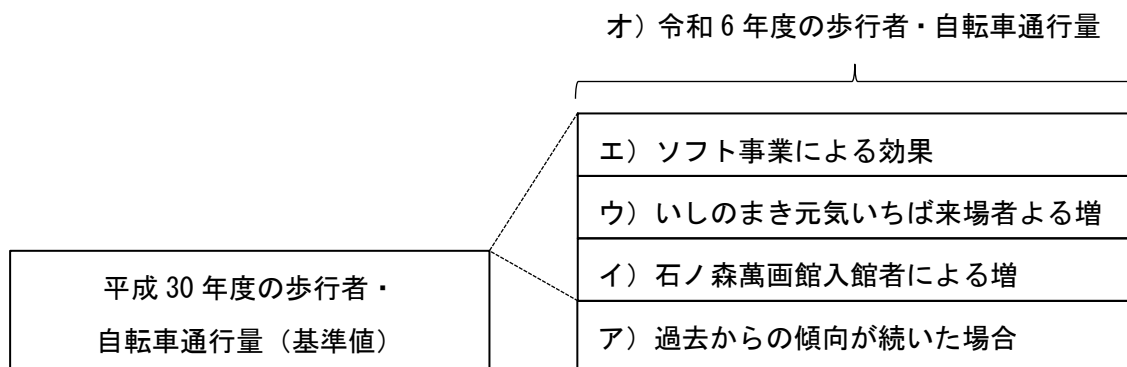 オ）令和６年度の歩行者・自転車通行量
エ）ソフト事業による効果
ウ）いしのまき元気いちば来場者よる増
イ）石ノ森萬画館入館者による増
ア）過去からの傾向が続いた場合
平成 30 年度の歩行者・
自転車通行量（基準値）